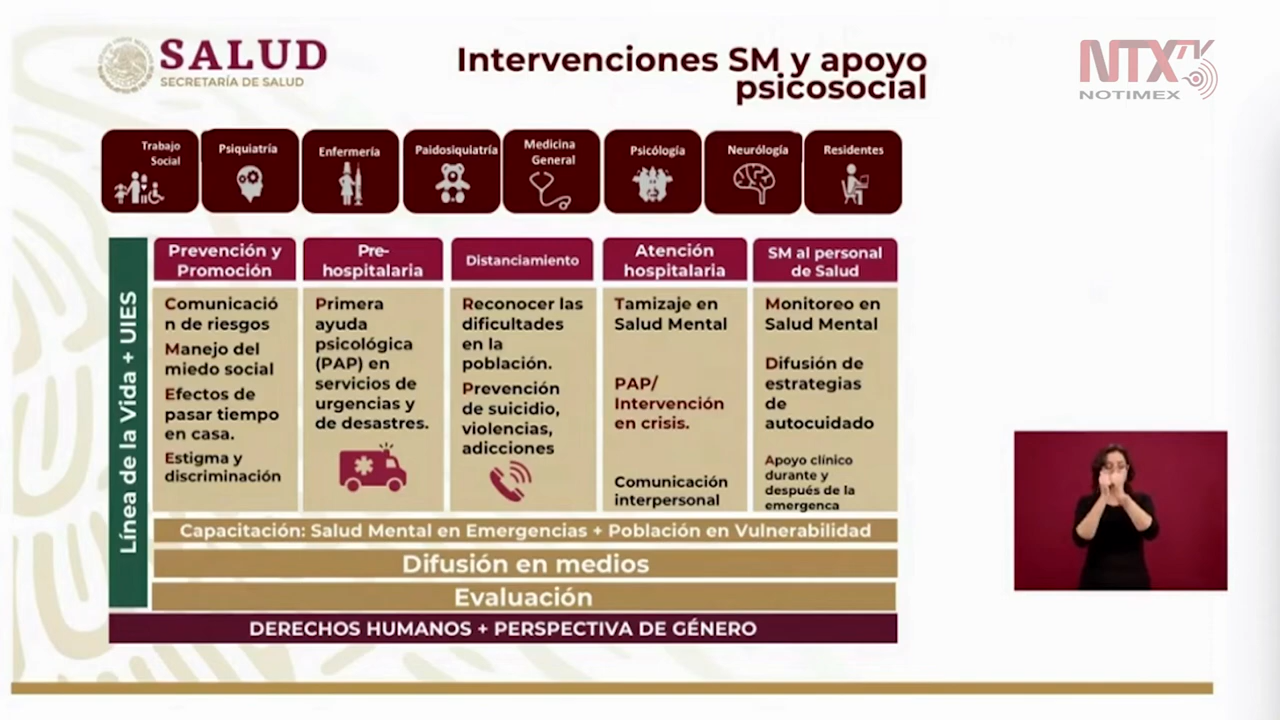 SALUD
SECRETARÍA DE SALUD
Intervenciones SM y apoyo
psicosocial
NTX TV
NOTIMEX
Trabajo
Social
Psiquiatría
Enfermería
Paidosiquiatría
Medicina
General
Psicólogía
Neurólogía
Residentes
Línea de la Vida + UIES
Prevención y
Promoción
Comunicació
n de riesgos
Manejo del
miedo social
Efectos de
pasar tiempo
en casa.
Estigma y
discriminación
Pre-
hospitalaria
Primera
ayuda
psicológica
(PAP) en
servicios de
urgencias y
de desastres.
Distanciamiento
Reconocer las
dificultades
en la
población.
Prevención
de suicidio,
violencias,
adicciones
Atención
hospitalaria
Tamizaje en
Salud Mental
PAP/
Intervención
en crisis.
Comunicación
interpersonal
SM al personal
de Salud
Monitoreo en
Salud Mental
Difusión de
estrategias
de
autocuidado
Apoyo clínico
durante y
después de la
emergenca
Capacitación: Salud Mental en Emergencias + Población en Vulnerabilidad
Difusión en medios
Evaluación
DERECHOS HUMANOS + PERSPECTIVA DE GÉNERO